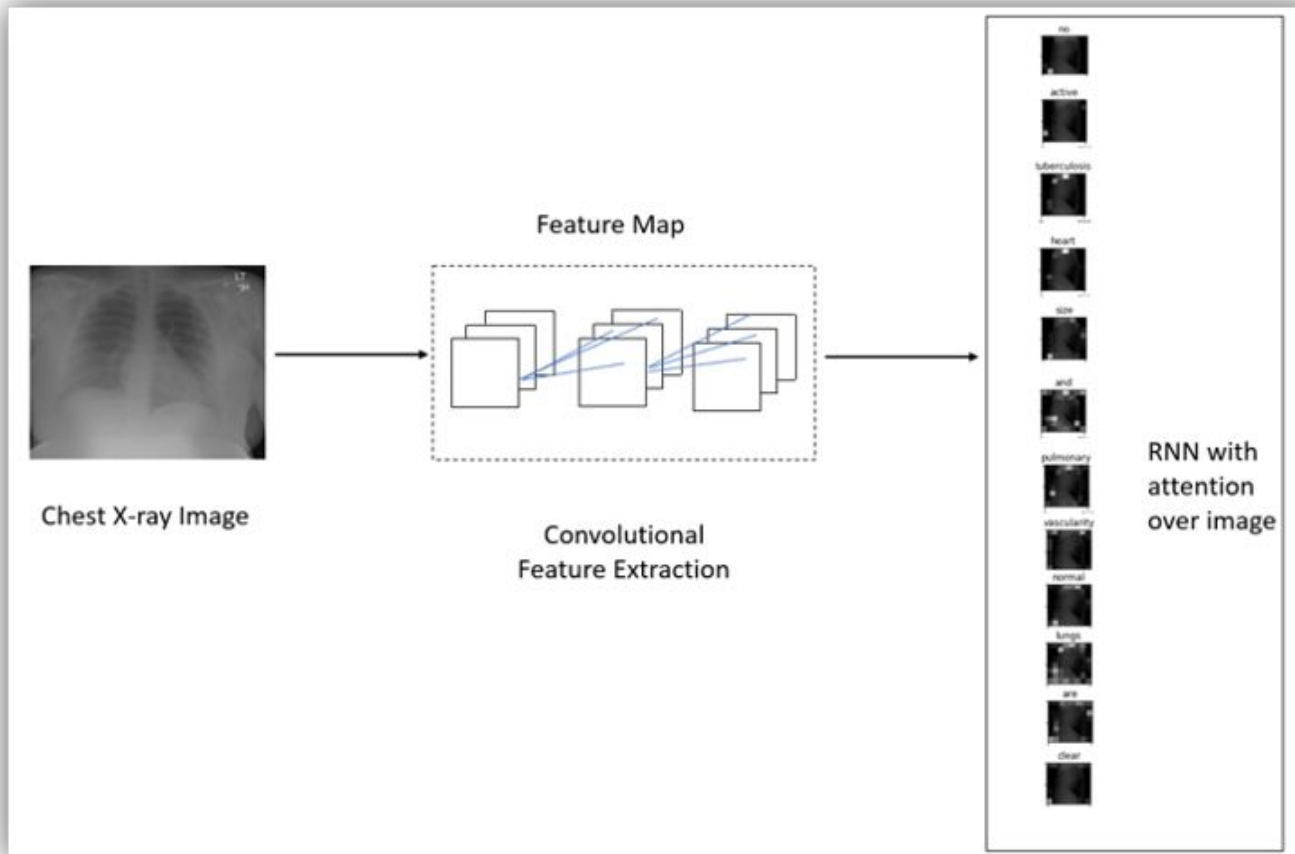 Feature Map
Chest X-ray Image
Convolutional
Feature Extraction
no
active
tuberculosis
heart
size
and
pulmonary
vascularity
normal
lungs
are
clear
RNN with
attention
over image